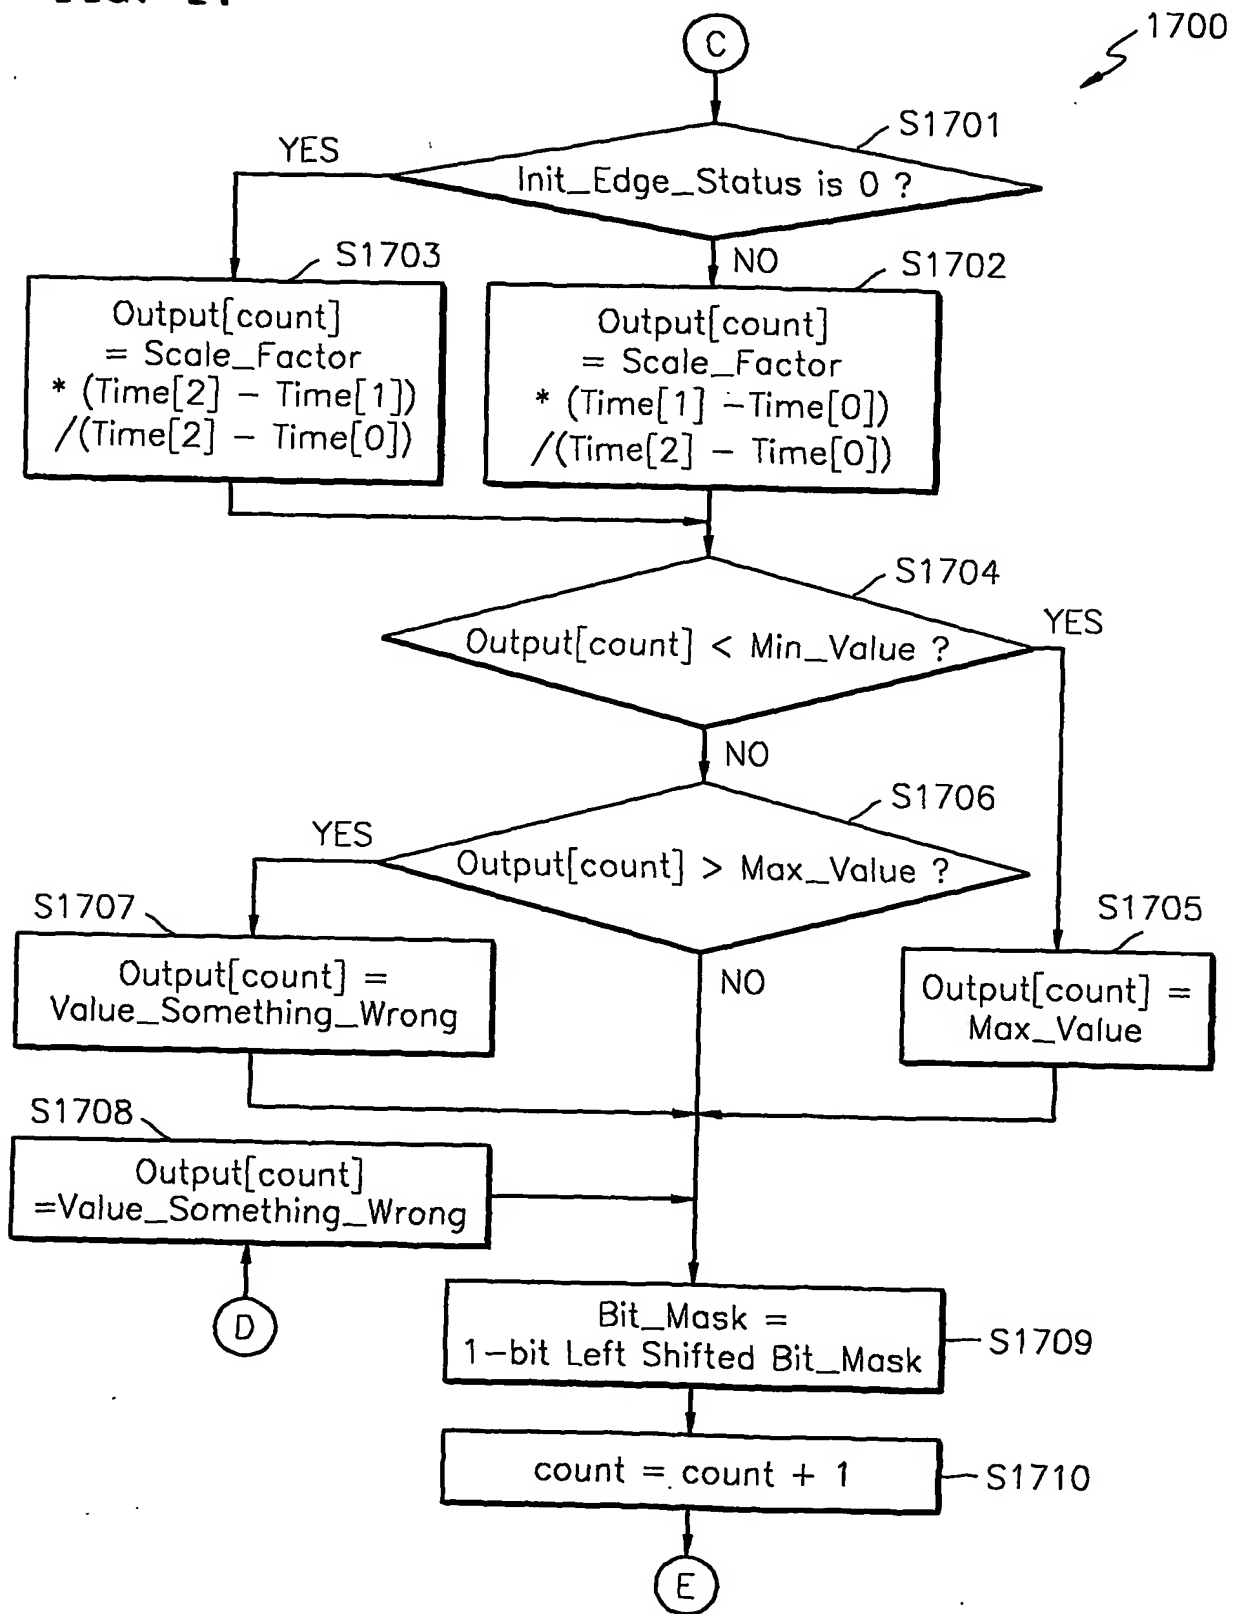 C
1700
S1701
YES
Init_Edge_Status is 0 ?
NO
S1703
S1702
Output[count]
= Scale_Factor
* (Time[2] - Time[1])
/(Time[2] - Time[0])
Output[count]
= Scale_Factor
* (Time[1] -Time[0])
/(Time[2] - Time[0])
S1704
Output[count] < Min_Value ?
YES
NO
S1706
YES
Output[count] > Max_Value ?
S1707
S1705
Output[count] =
Value_Something_Wrong
NO
Output[count] =
Max_Value
S1708
Output[count]
=Value_Something_Wrong
D
Bit_Mask =
1-bit Left Shifted Bit_Mask
S1709
count = count + 1
S1710
E